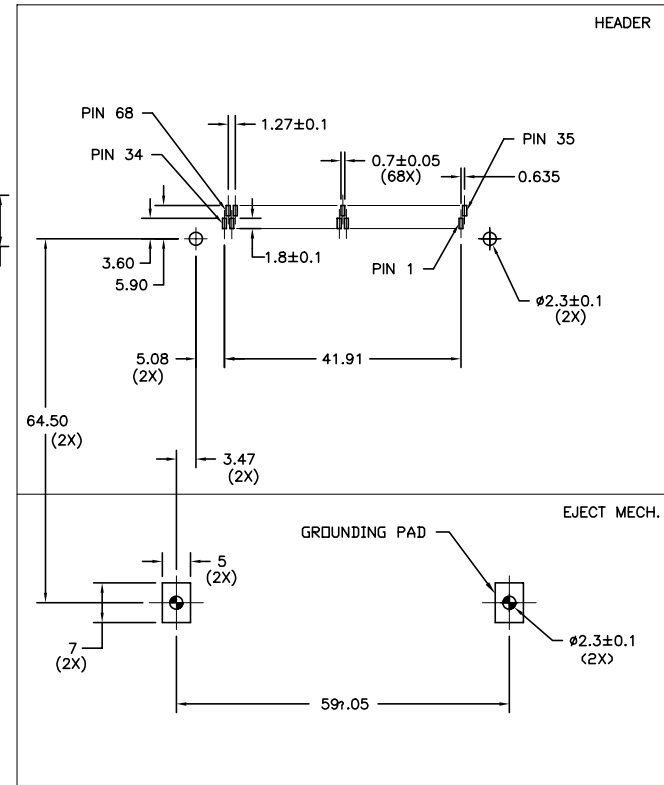 HEADER
PIN 68
1.27±0.1
PIN 34
0.7±0.05
(68X)
PIN 35
0.635
3.60
5.90
1.8±0.1
PIN 1
ø2.3±0.1
(2X)
5.08
(2X)
41.91
64.50
(2X)
3.47
(2X)
EJECT MECH.
GROUNDING PAD
5
(2X)
7
(2X)
ø2.3±0.1
(2X)
59?.05